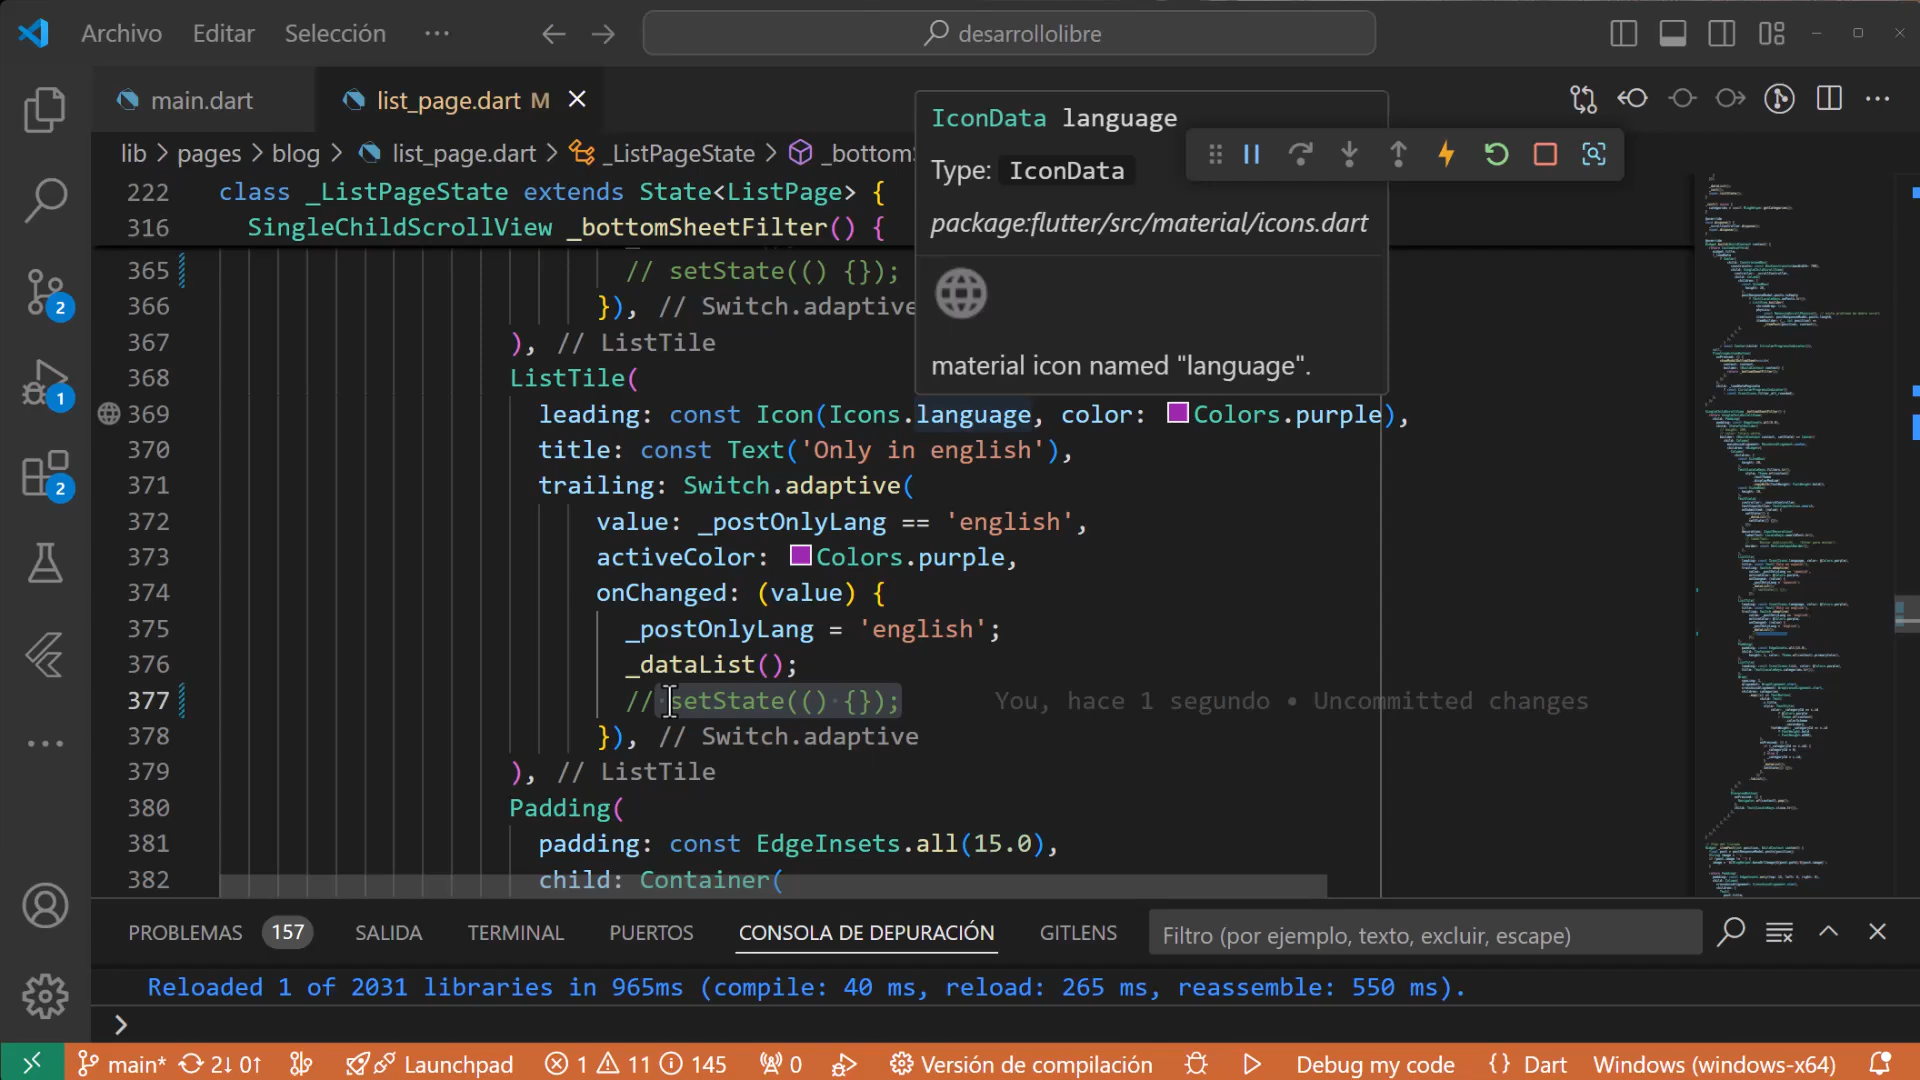 Archivo Editar Selección ···
desarrollolibre
main.dart
list_page.dart M
lib > pages > blog > list_page.dart > _ListPageState >
IconData language
Type: IconData
package:flutter/src/material/icons.dart
material icon named "language".
222 class _ListPageState extends State<ListPage> {
316 SingleChildScrollView _bottomSheetFilter() {
365 // setState(() {});
366 }), // Switch.adaptive
367 ), // ListTile
368 ListTile(
369 leading: const Icon(Icons.language, color: Colors.purple),
370 title: const Text('Only in english'),
371 trailing: Switch.adaptive(
372 value: _postOnlyLang == 'english',
373 activeColor: Colors.purple,
374 onChanged: (value) {
375 _postOnlyLang = 'english';
376 _dataList();
377 // setState(() {}); You, hace 1 segundo • Uncommitted changes
378 }), // Switch.adaptive
379 ), // ListTile
380 Padding(
381 padding: const EdgeInsets.all(15.0),
382 child: Container(
2
1
2
PROBLEMAS 157 SALIDA TERMINAL PUERTOS CONSOLA DE DEPURACIÓN GITLENS Filtro (por ejemplo, texto, excluir, escape)
Reloaded 1 of 2031 libraries in 965ms (compile: 40 ms, reload: 265 ms, reassemble: 550 ms).
>
main* 2↓ 0↑ Launchpad 1 11 145 0 Versión de compilación Debug my code {} Dart Windows (windows-x64)